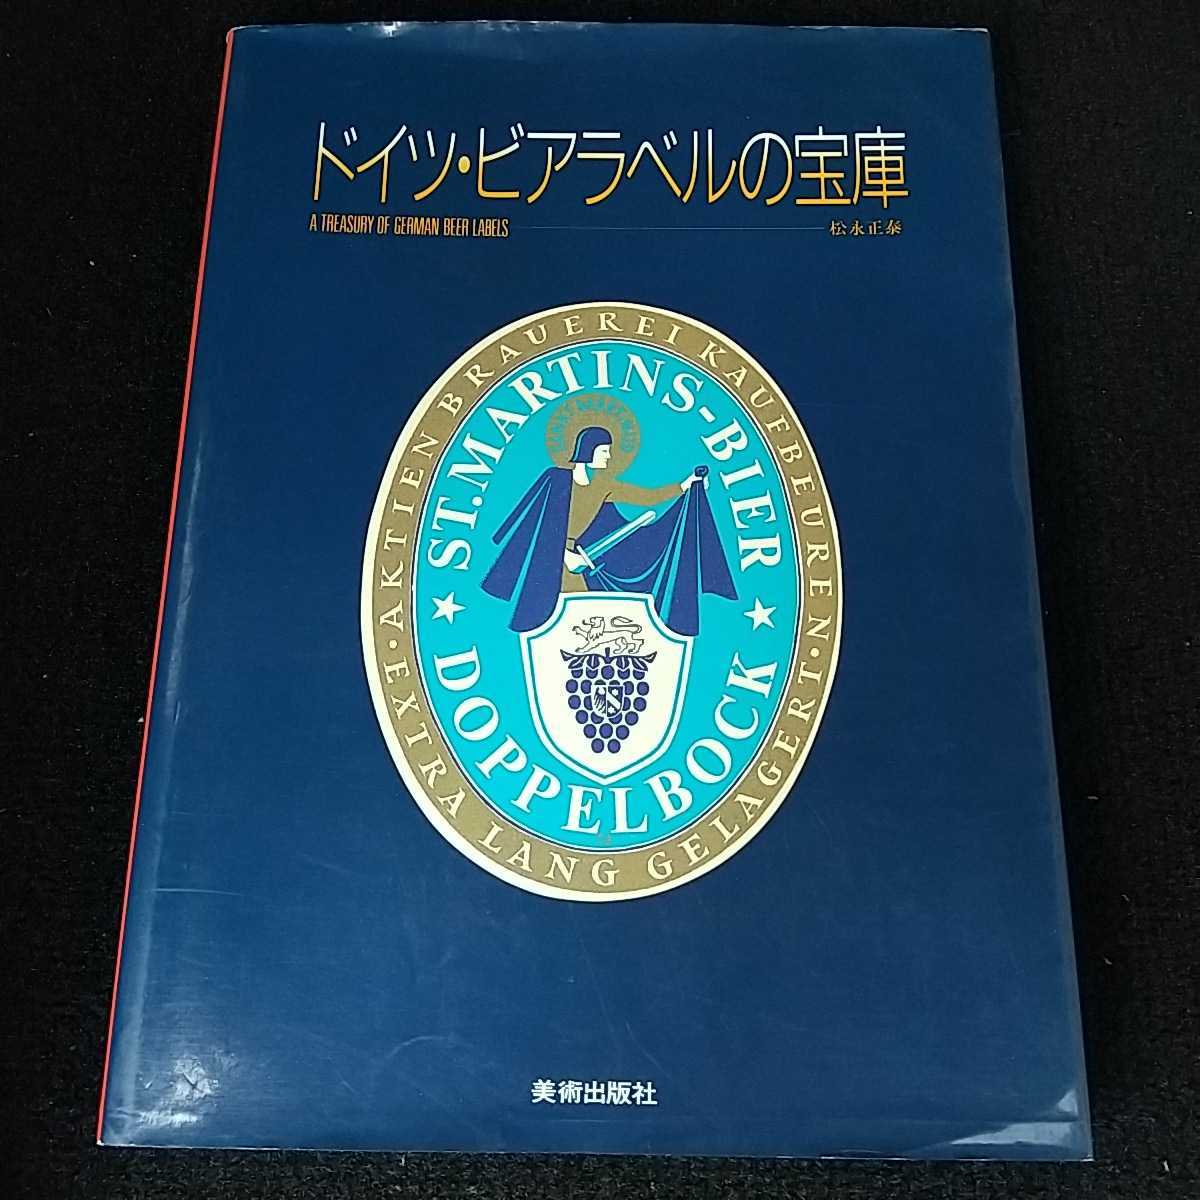 ドイツ・ビアラベルの宝庫
A TREASURY OF GERMAN BEER LABELS
松永正泰
AKTIEN BRAUEREI KAUFBEUREN
ST.MARTINS-BIER
DOPPELBOCK
EXTRA LANG GELAGERT
美術出版社